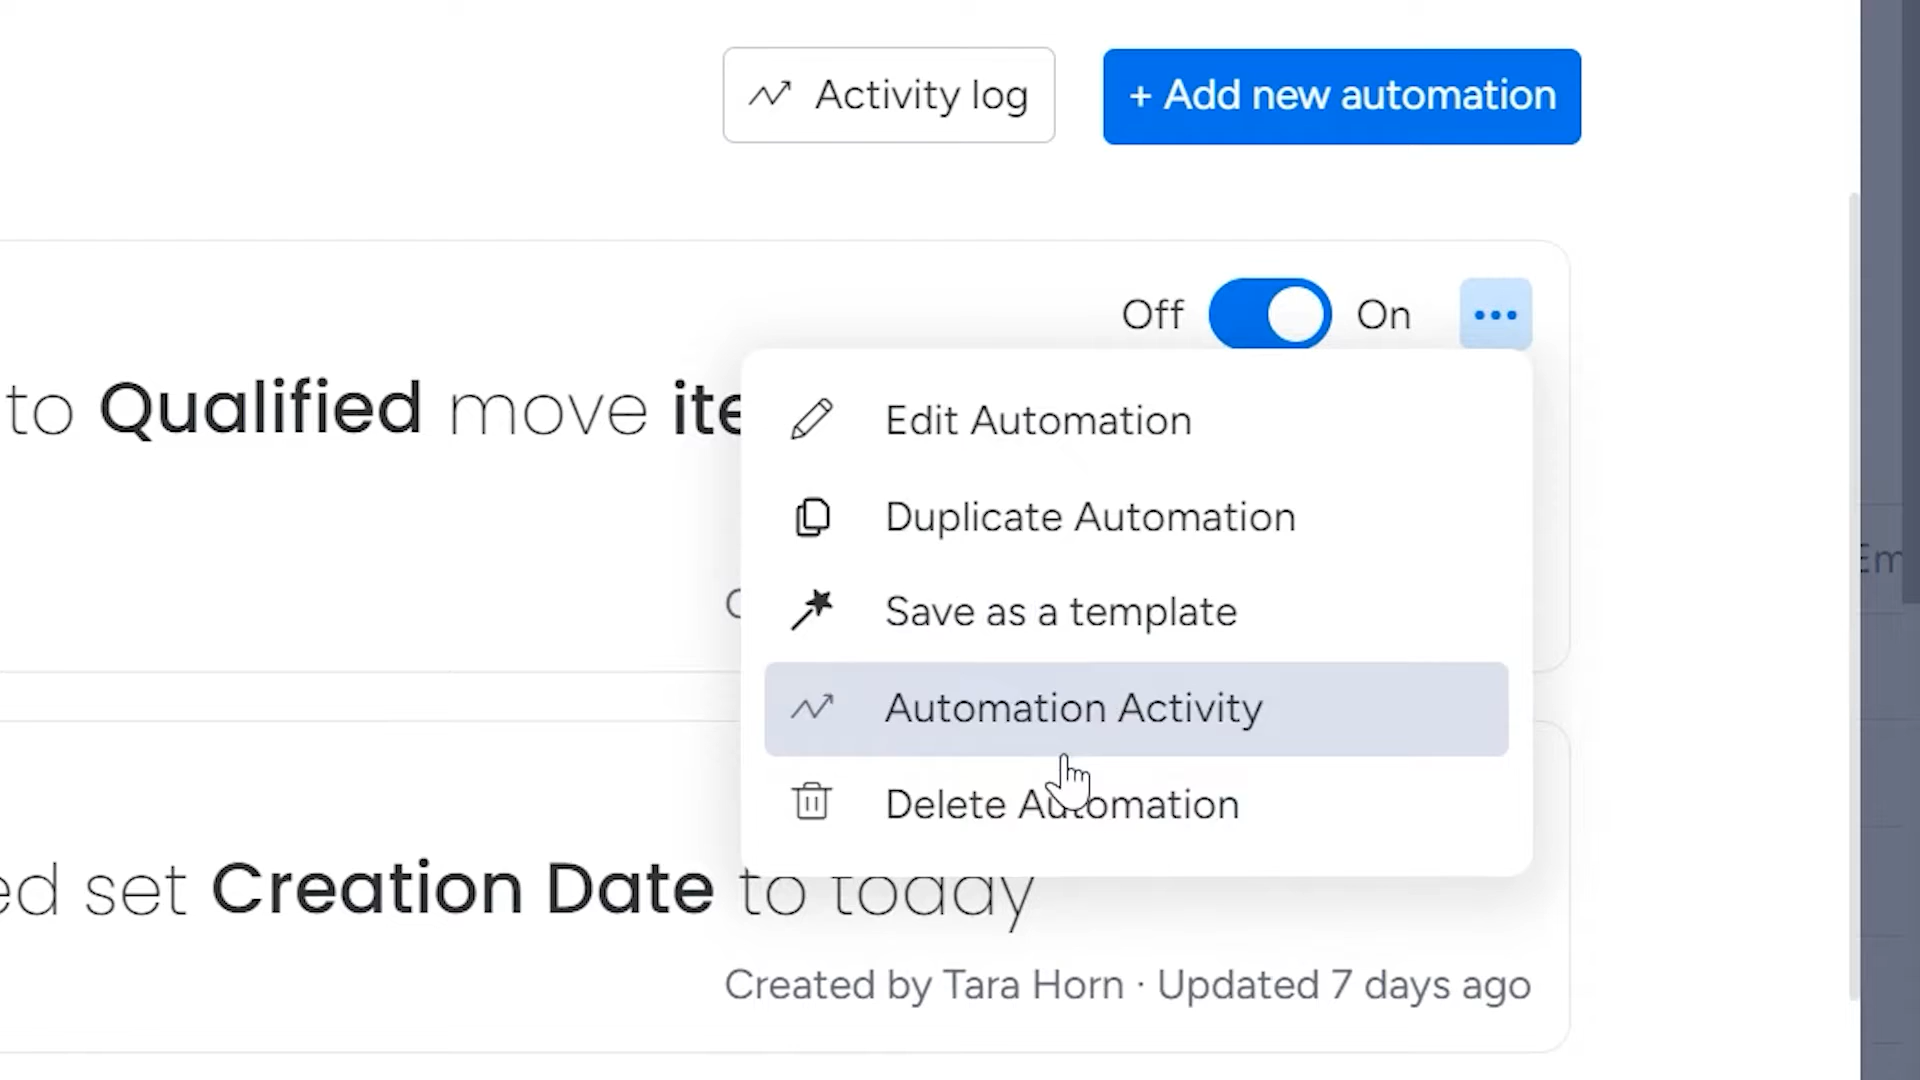 Activity log
+ Add new automation
Off On
to Qualified move ite
Edit Automation
Duplicate Automation
Save as a template
Automation Activity
Delete Automation
Em
ed set Creation Date to today
Created by Tara Horn · Updated 7 days ago